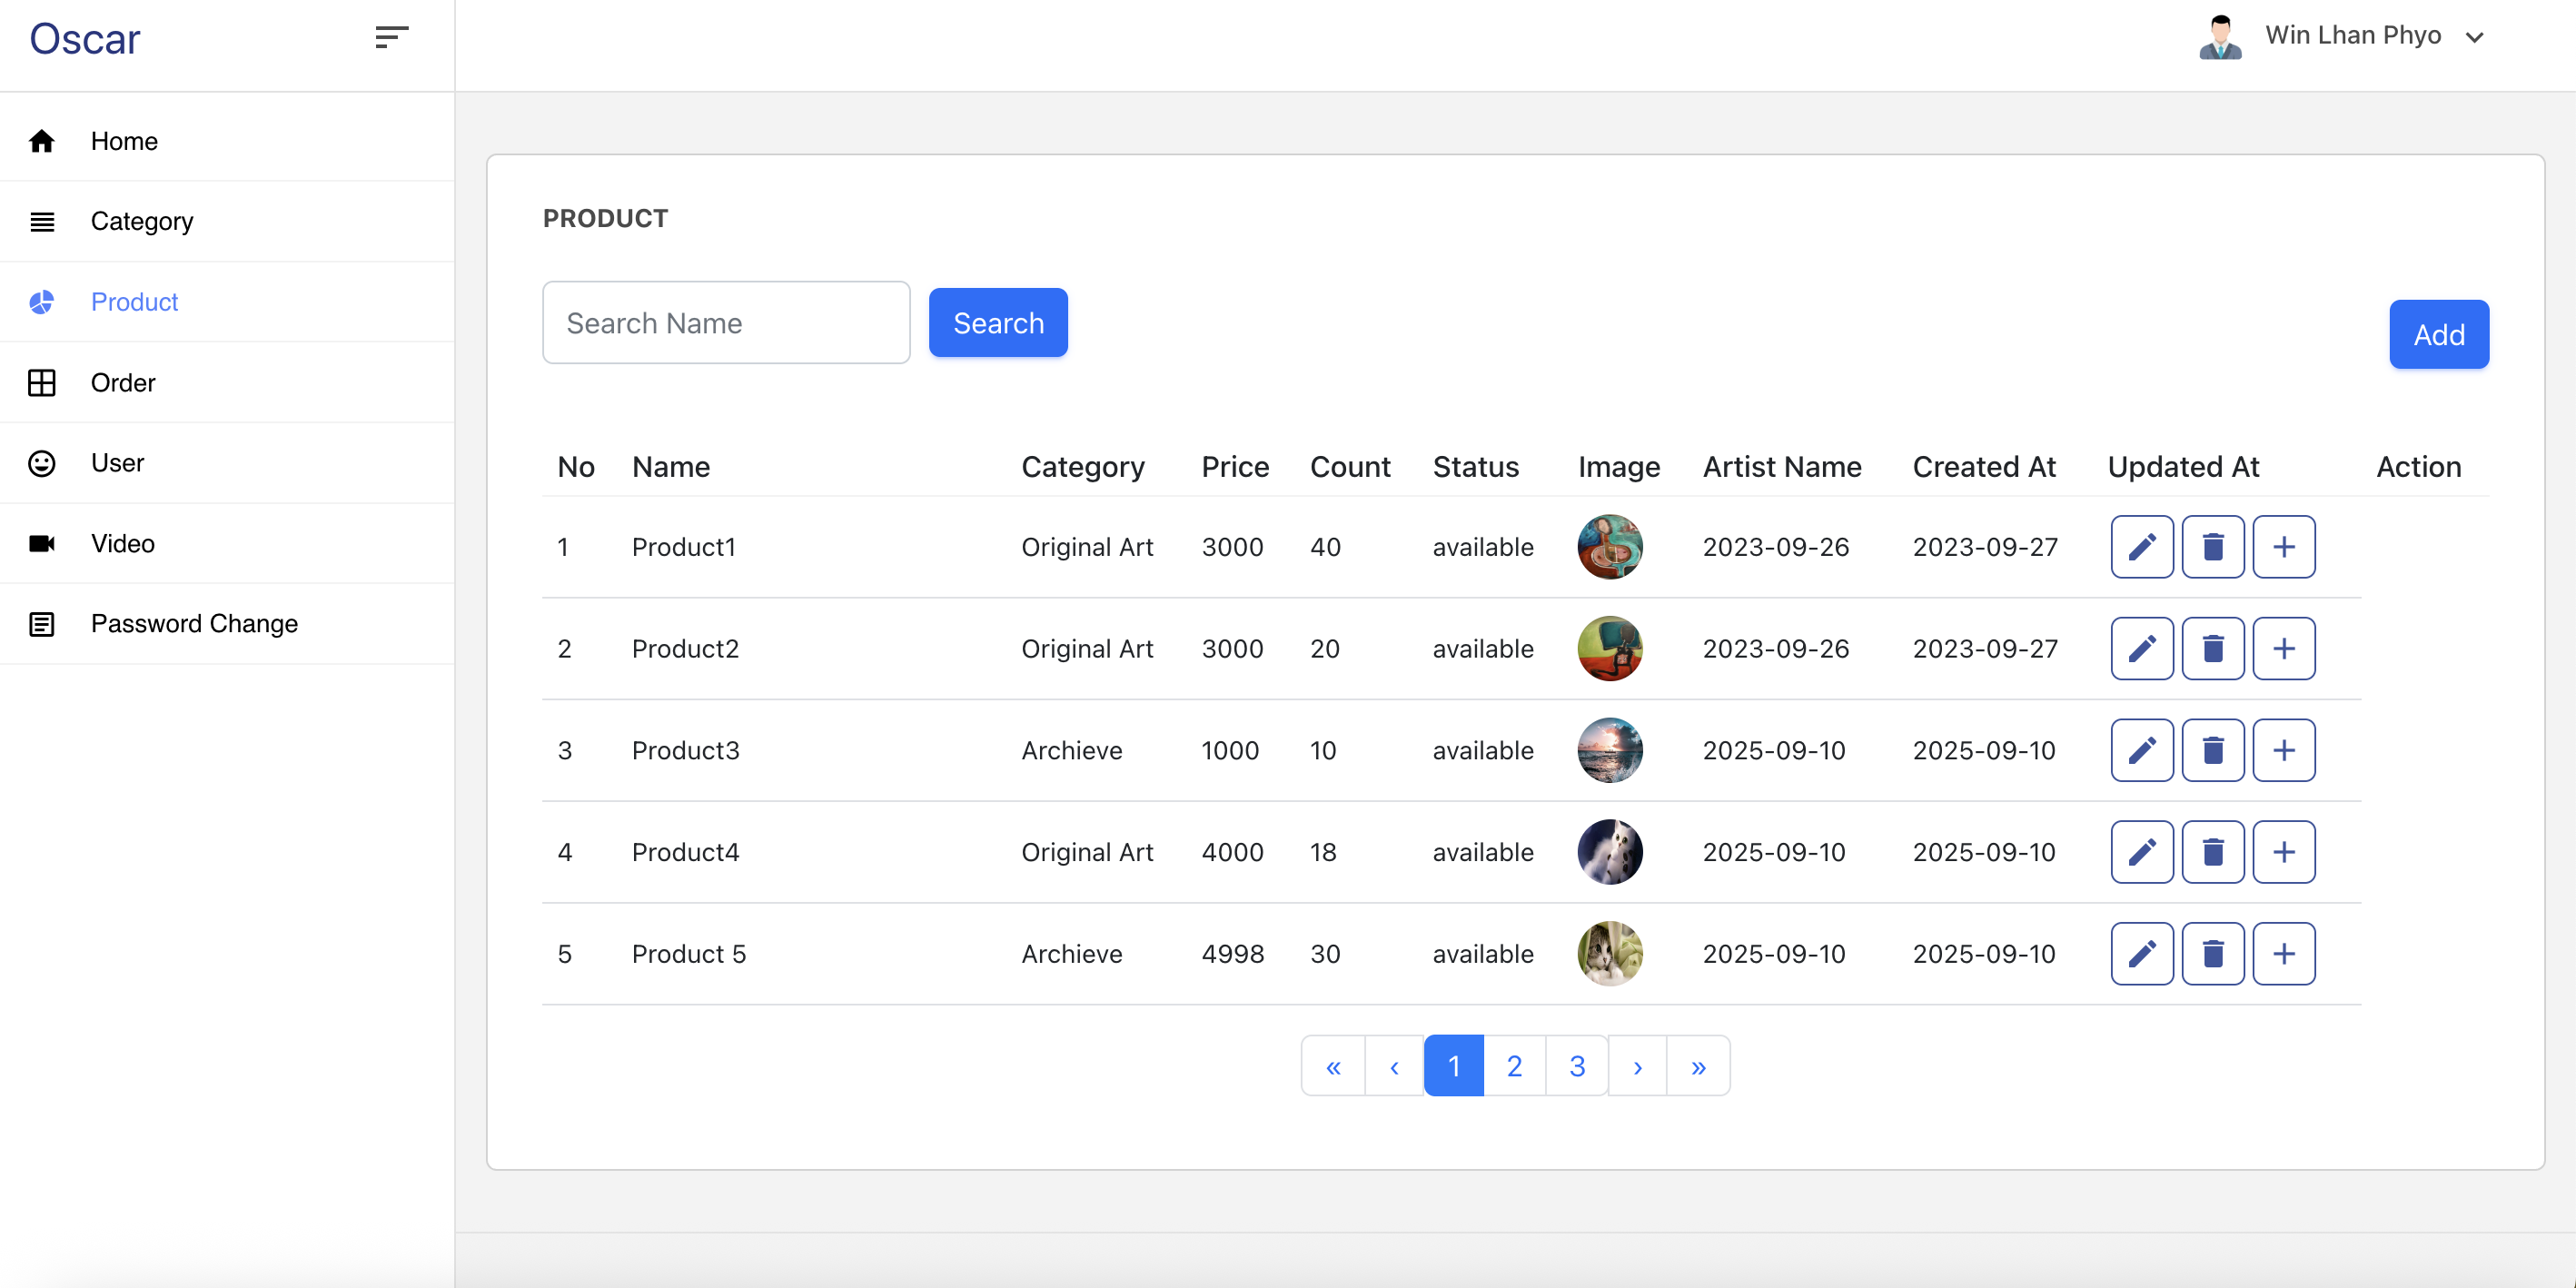 Oscar
Win Lhan Phyo
Home
Category
Product
Order
User
Video
Password Change
PRODUCT
Search Name
Search
Add
No Name Category Price Count Status Image Artist Name Created At Updated At Action
1 Product1 Original Art 3000 40 available 2023-09-26 2023-09-27
2 Product2 Original Art 3000 20 available 2023-09-26 2023-09-27
3 Product3 Archieve 1000 10 available 2025-09-10 2025-09-10
4 Product4 Original Art 4000 18 available 2025-09-10 2025-09-10
5 Product 5 Archieve 4998 30 available 2025-09-10 2025-09-10
« ‹ 1 2 3 › »